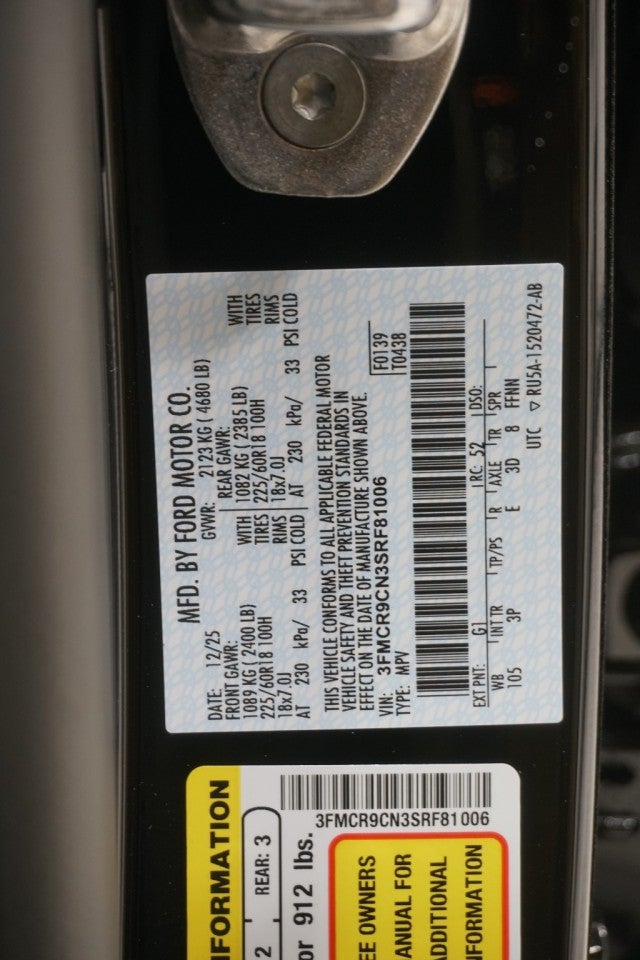 MFD. BY FORD MOTOR CO.
DATE: 12/25 GVWR: 2123 KG ( 4680 LB)
FRONT GAWR: REAR GAWR:
1089 KG ( 2400 LB) WITH 1082 KG ( 2385 LB) WITH
225/60R18 100H TIRES 225/60R18 100H TIRES
18x7.0J RIMS 18x7.0J RIMS
AT 230 kPa/ 33 PSI COLD AT 230 kPa/ 33 PSI COLD
THIS VEHICLE CONFORMS TO ALL APPLICABLE FEDERAL MOTOR
VEHICLE SAFETY AND THEFT PREVENTION STANDARDS IN
EFFECT ON THE DATE OF MANUFACTURE SHOWN ABOVE.
VIN: 3FMCR9CN3SRF81006 F0139
TYPE: MPV T0438
EXT PNT: G1 RC: 52 DSO:
WB INT TR TP/PS R AXLE TR SPR
105 3P E 3D 8 FFNN
UTC ▽ RU5A-1520472-AB
FORMATION
2 REAR: 3
or 912 lbs.
3FMCR9CN3SRF81006
EE OWNERS
ANUAL FOR
ADDITIONAL
FORMATION